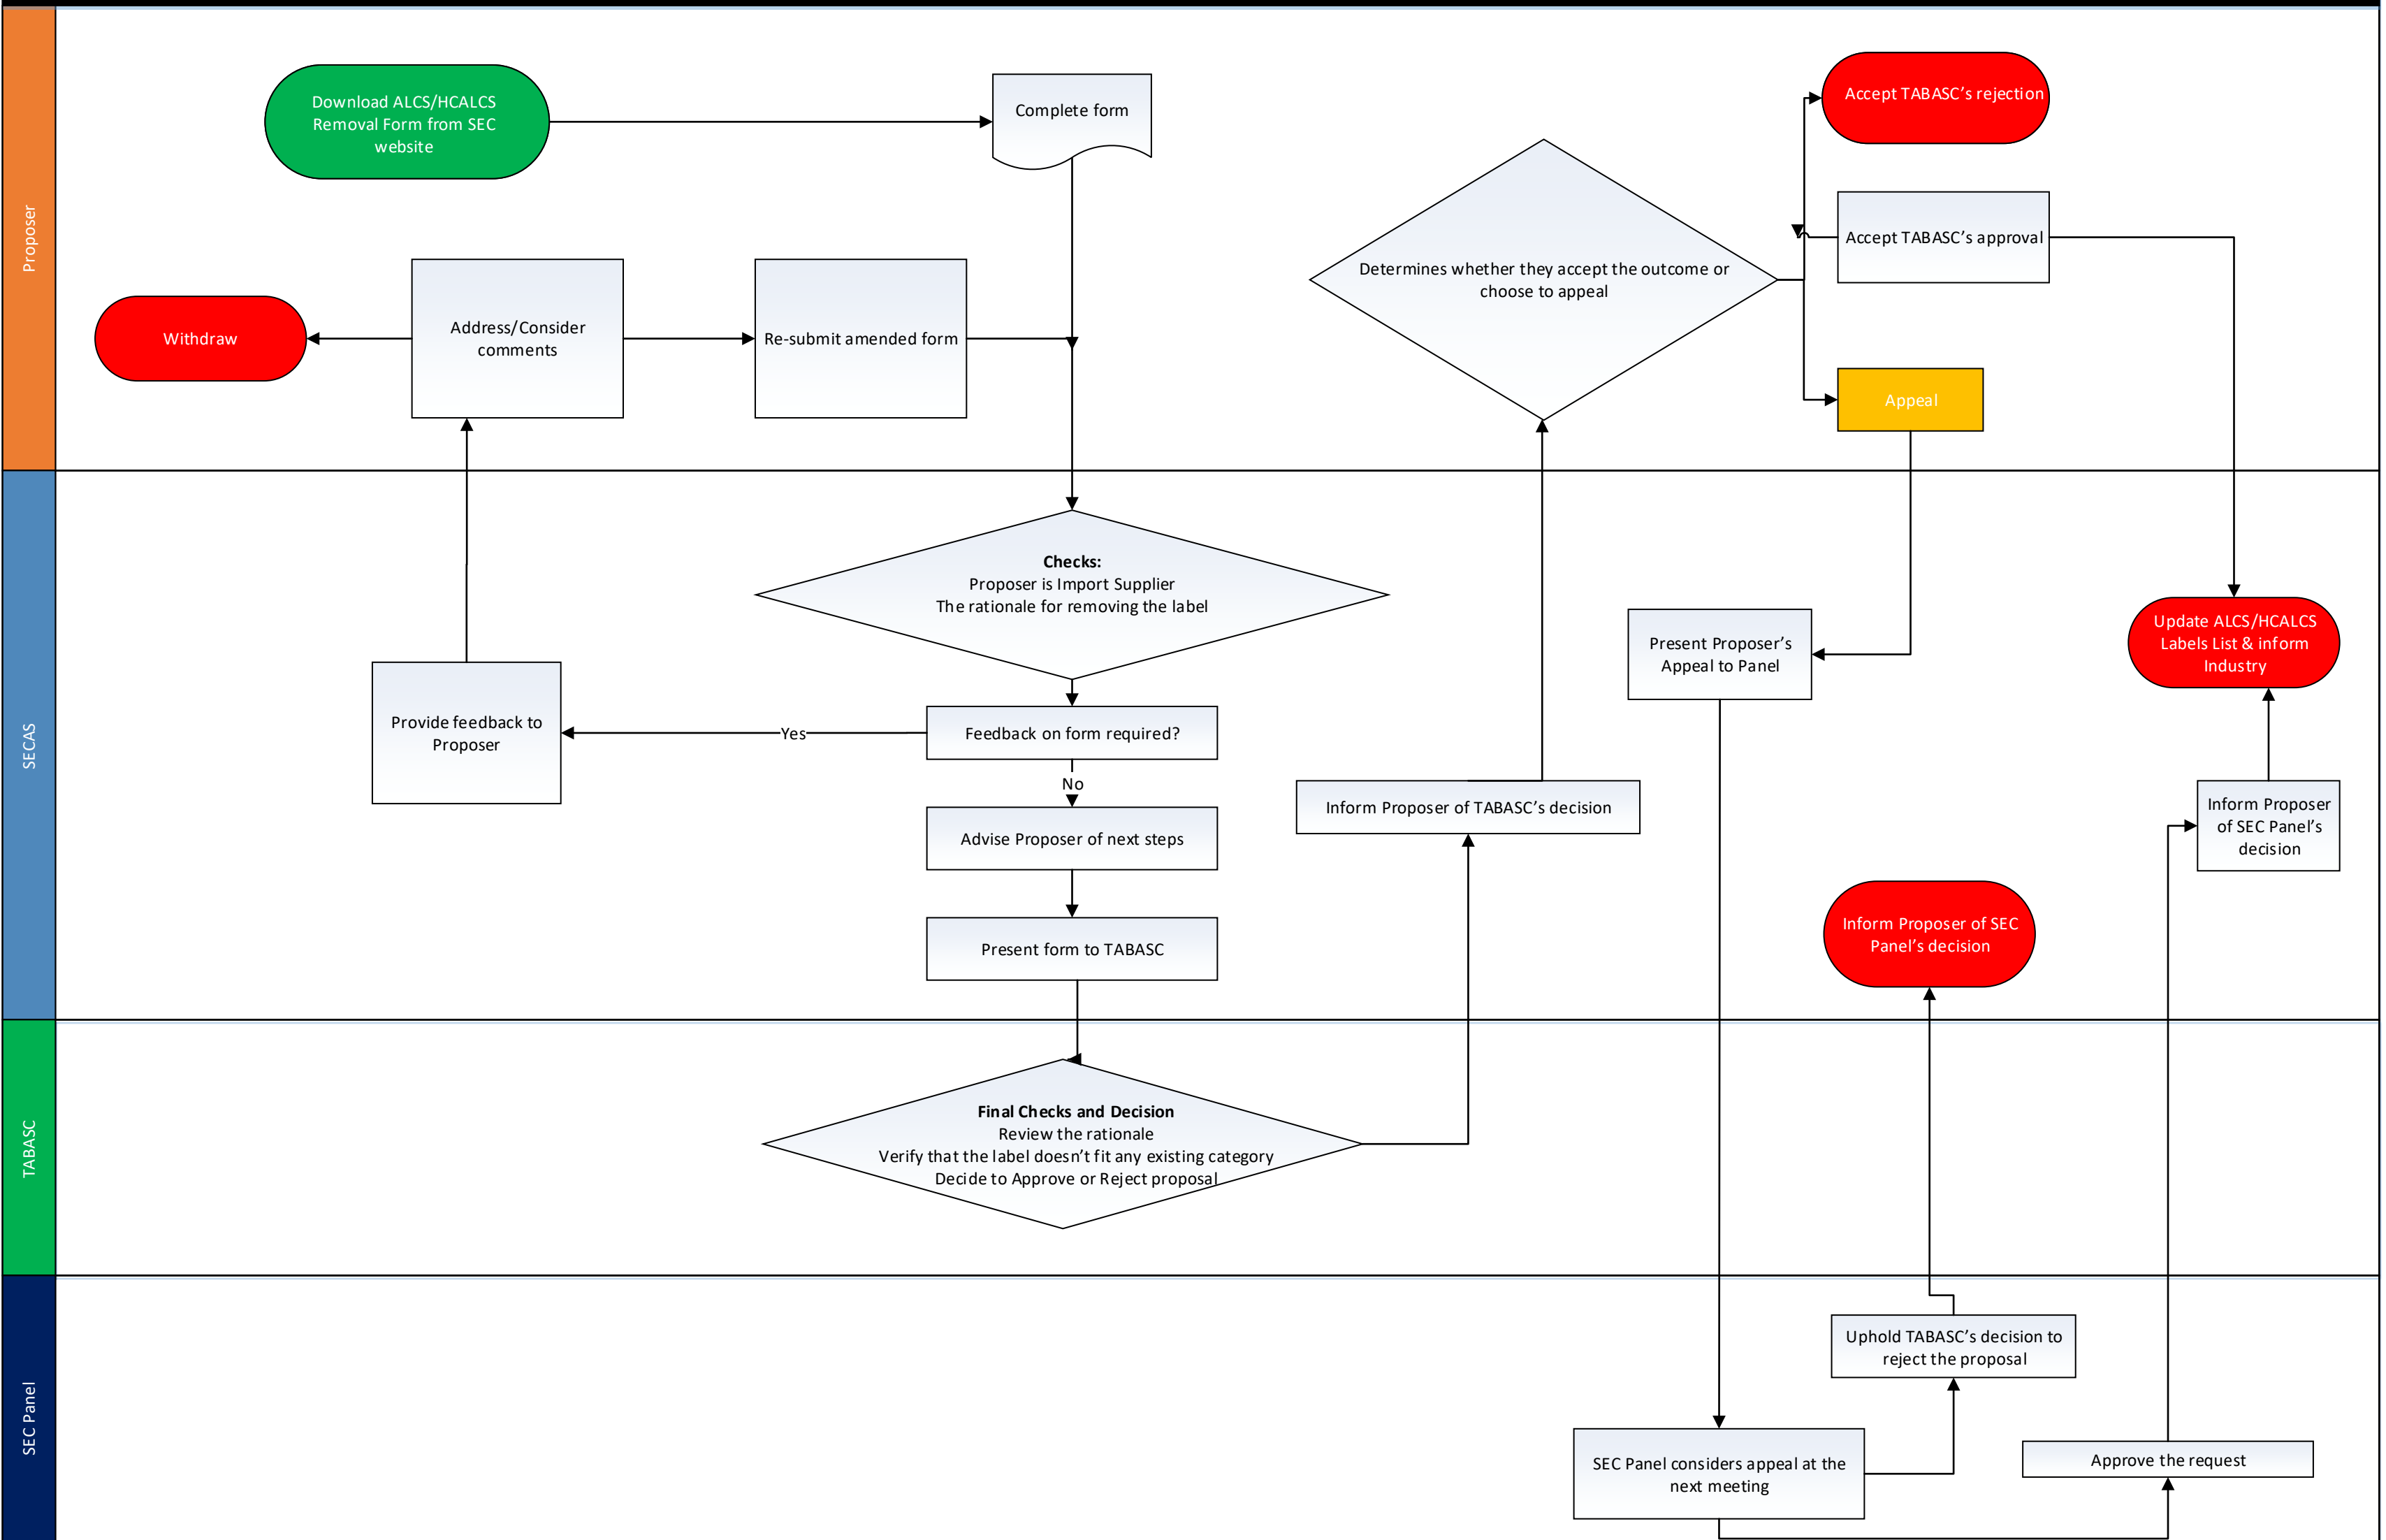 Proposer
Download ALCS/HCALCS
Removal Form from SEC
website
Complete form
Accept TABASC’s rejection
Accept TABASC’s approval
Determines whether they accept the outcome or
choose to appeal
Withdraw
Address/Consider
comments
Re-submit amended form
Appeal
SECAS
Checks:
Proposer is Import Supplier
The rationale for removing the label
Present Proposer’s
Appeal to Panel
Update ALCS/HCALCS
Labels List & inform
Industry
Provide feedback to
Proposer
Yes
Feedback on form required?
No
Advise Proposer of next steps
Inform Proposer of TABASC’s decision
Inform Proposer
of SEC Panel’s
decision
Present form to TABASC
Inform Proposer of SEC
Panel’s decision
TABASC
Final Checks and Decision
Review the rationale
Verify that the label doesn’t fit any existing category
Decide to Approve or Reject proposal
SEC Panel
Uphold TABASC’s decision to
reject the proposal
SEC Panel considers appeal at the
next meeting
Approve the request